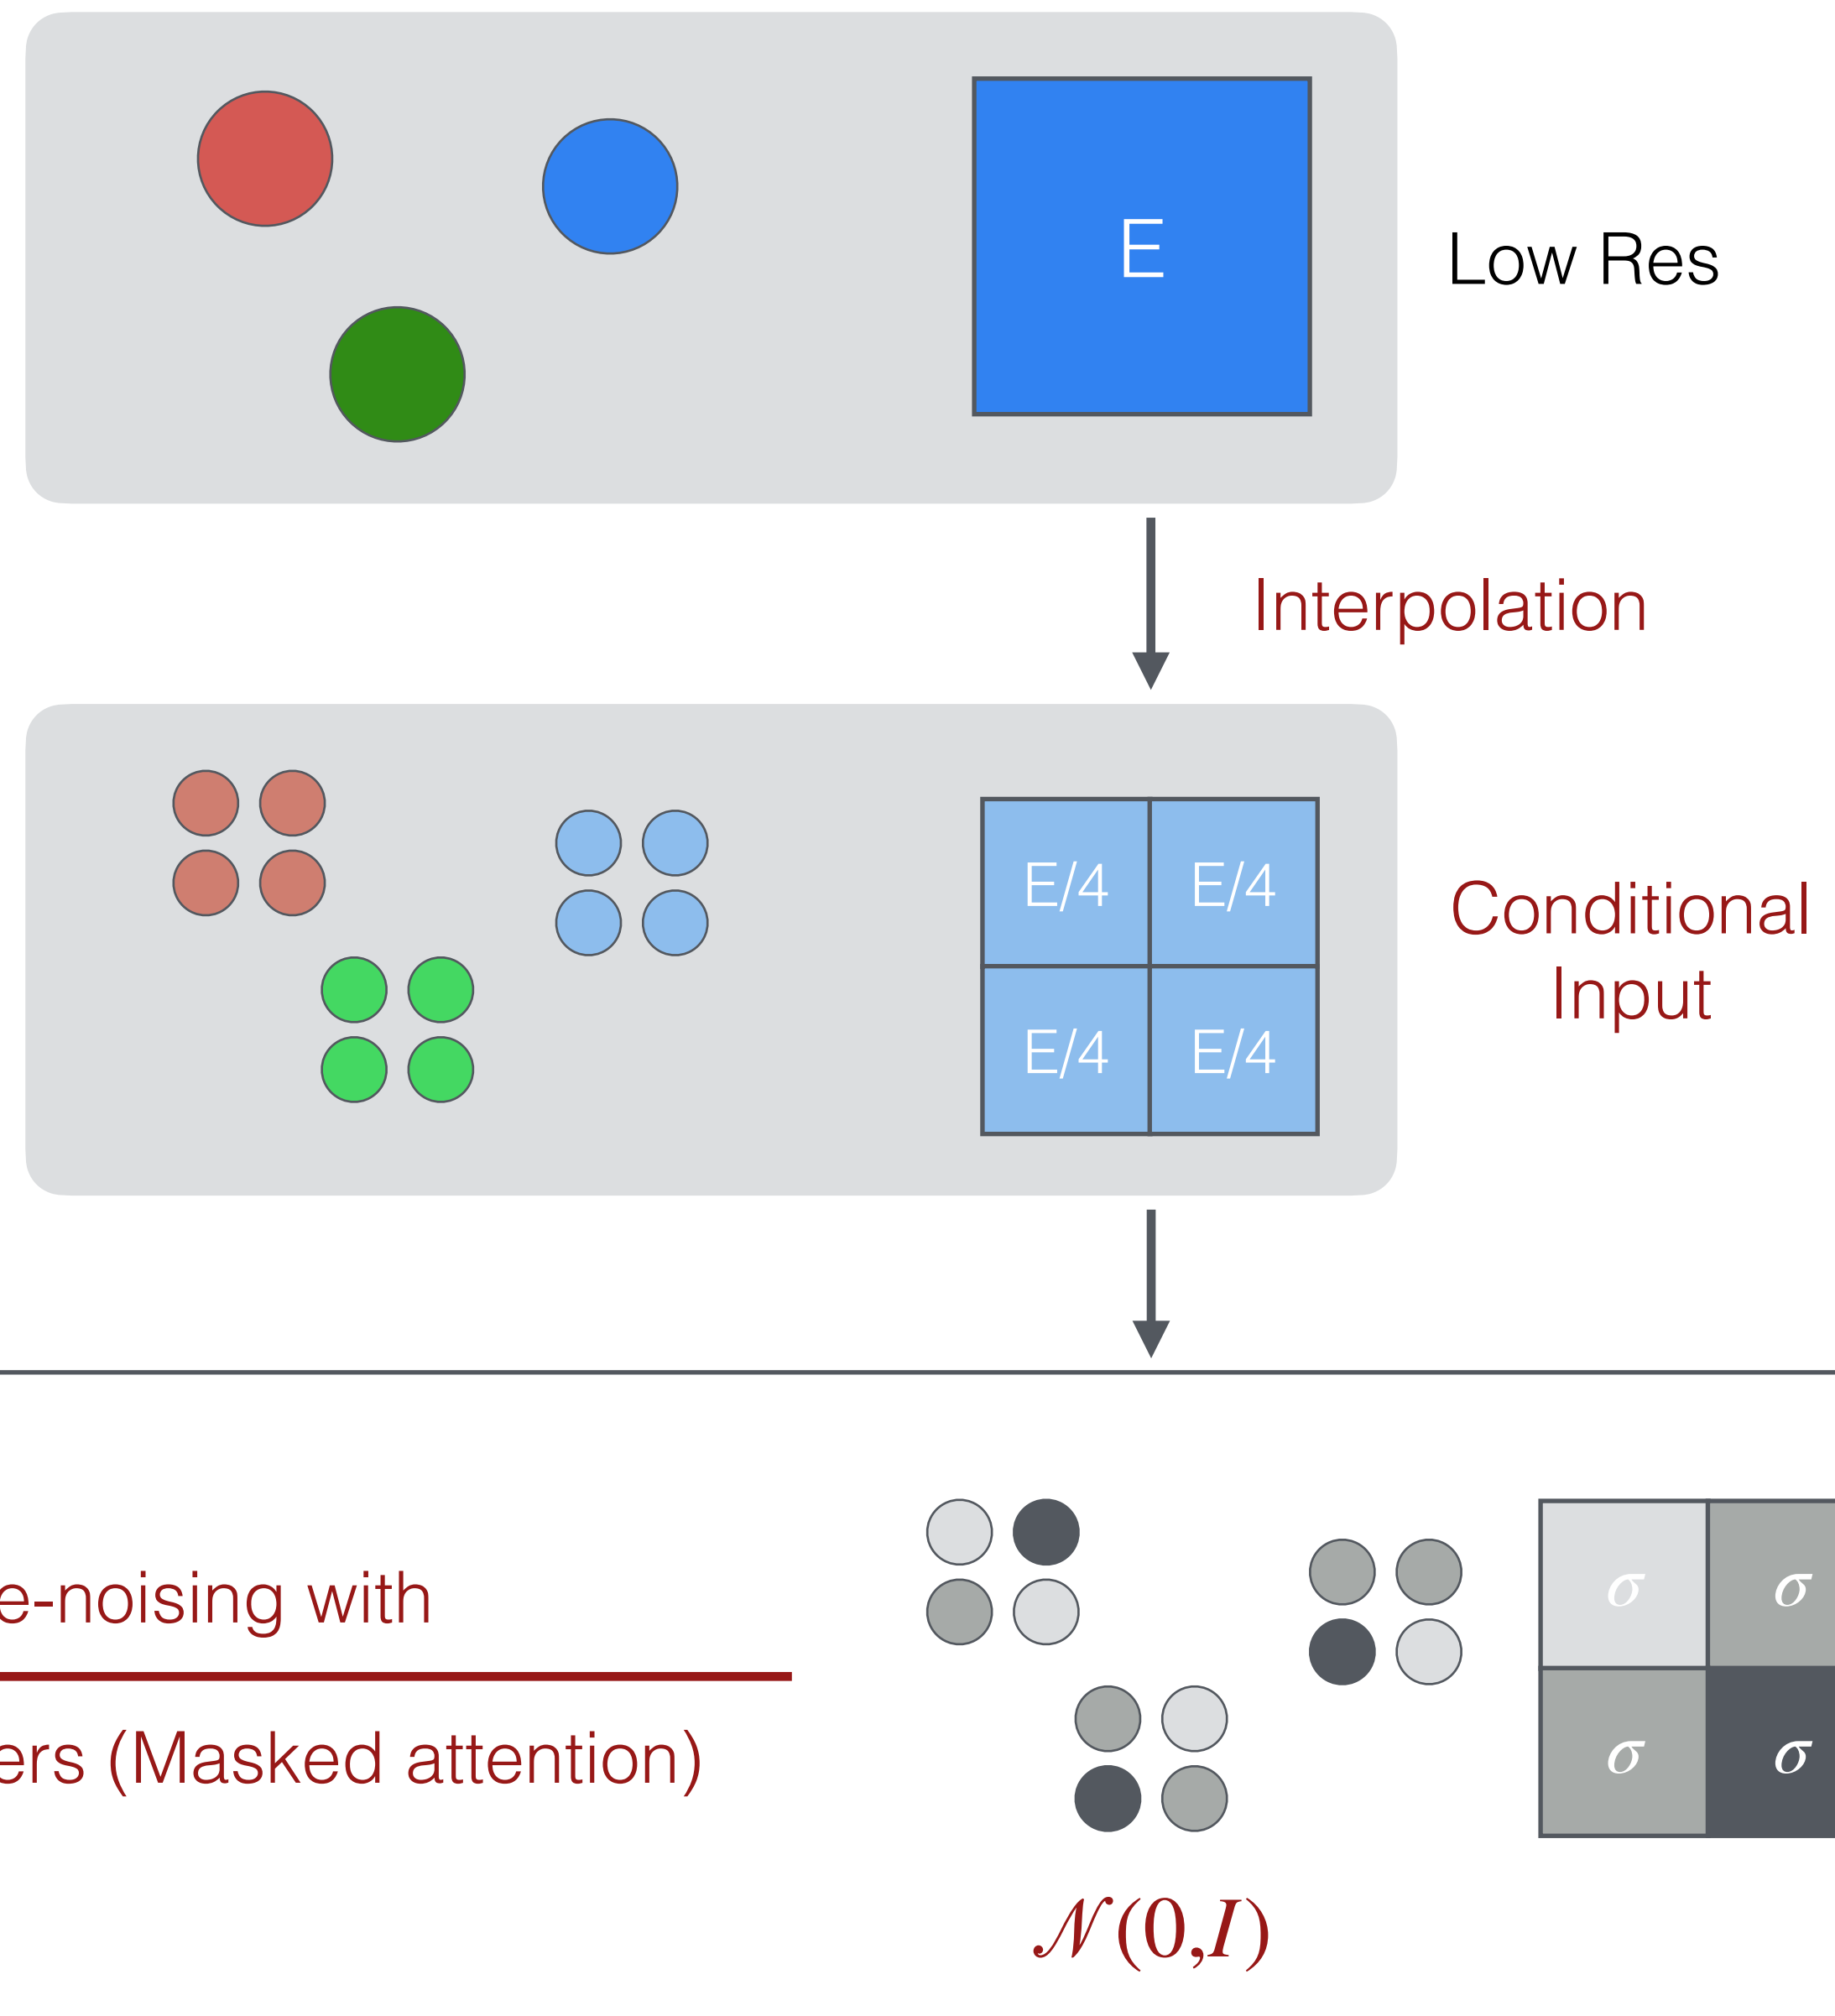 E
Low Res
Interpolation
E/4 E/4
E/4 E/4
Conditional
Input
e-noising with
ers (Masked attention)
σ σ
σ σ
𝒩(0,I)